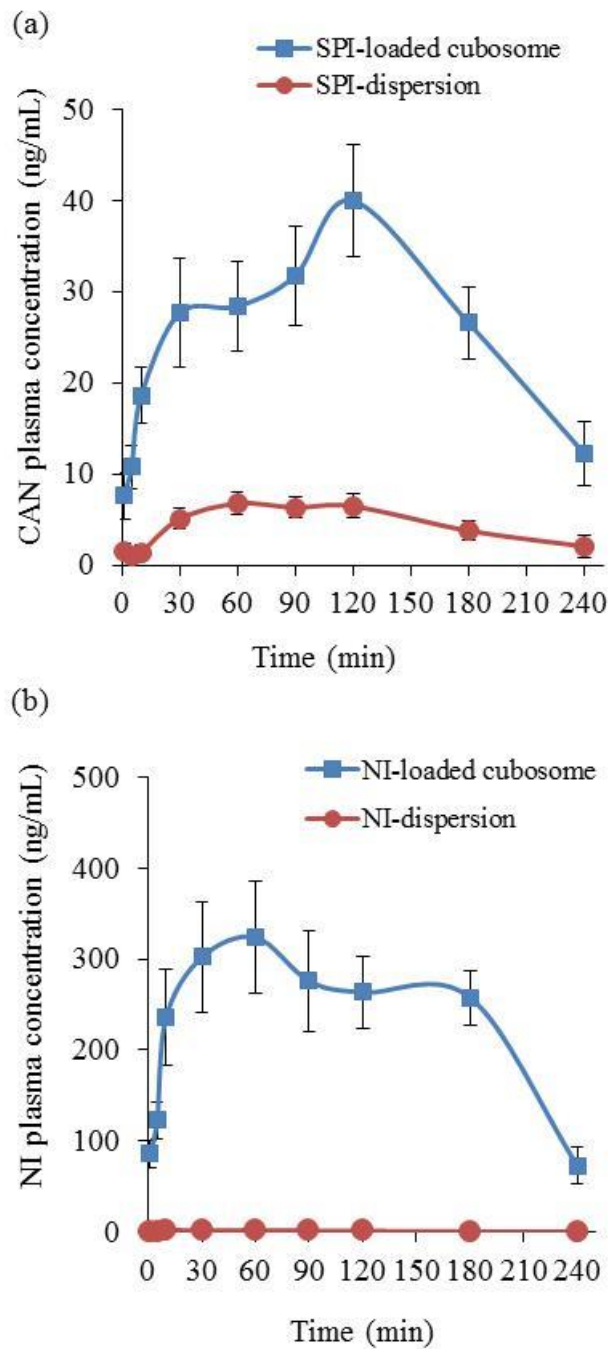 (a)
SPI-loaded cubosome
SPI-dispersion
CAN plasma concentration (ng/mL)
50
40
30
20
10
0
0 30 60 90 120 150 180 210 240
Time (min)
(b)
NI-loaded cubosome
NI-dispersion
NI plasma concentration (ng/mL)
500
400
300
200
100
0
0 30 60 90 120 150 180 210 240
Time (min)